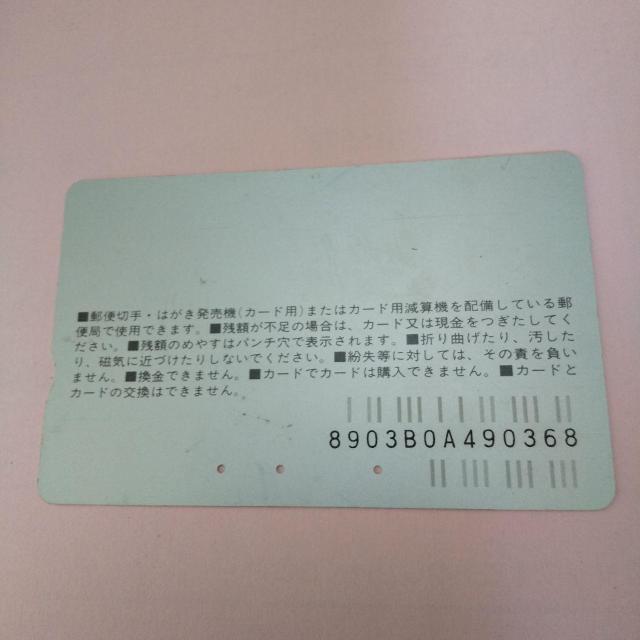 ■郵便切手・はがき発売機(カード用)またはカード用減算機を配備している郵
便局で使用できます。■残額が不足の場合は、カード又は現金をつぎたしてく
ださい。■残額のめやすはパンチ穴で表示されます。■折り曲げたり、汚した
り、磁気に近づけたりしないでください。■紛失等に対しては、その責を負い
ません。■換金できません。■カードでカードは購入できません。■カードと
カードの交換はできません。
8903B0A490368